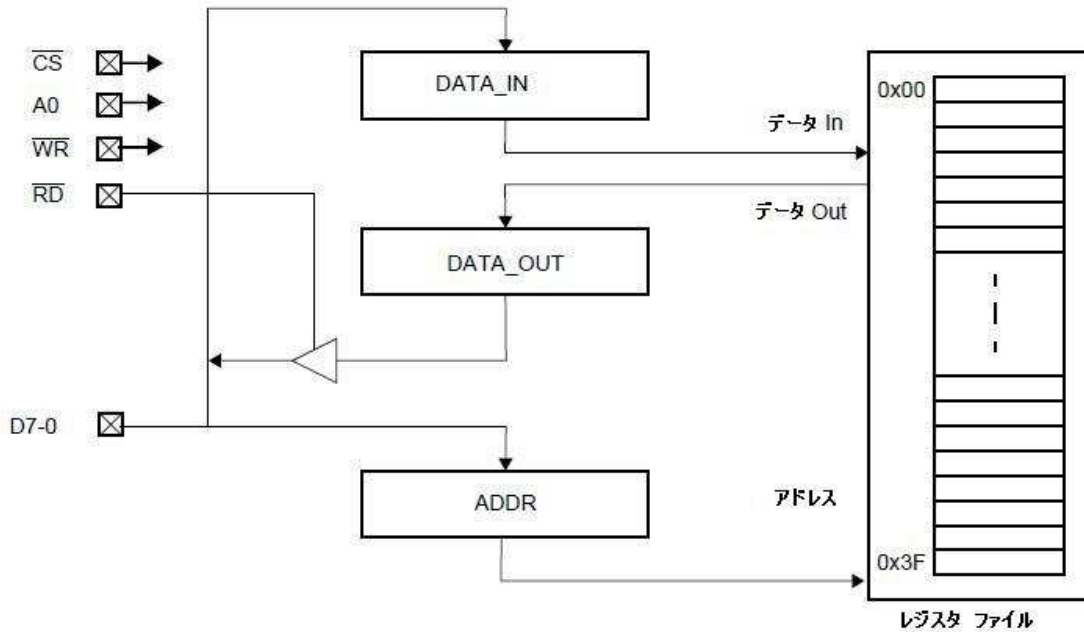 CS
DATA_IN
0x00
A0
データ In
WR
RD
データ Out
DATA_OUT
D7-0
ADDR
アドレス
0x3F
レジスタ ファイル